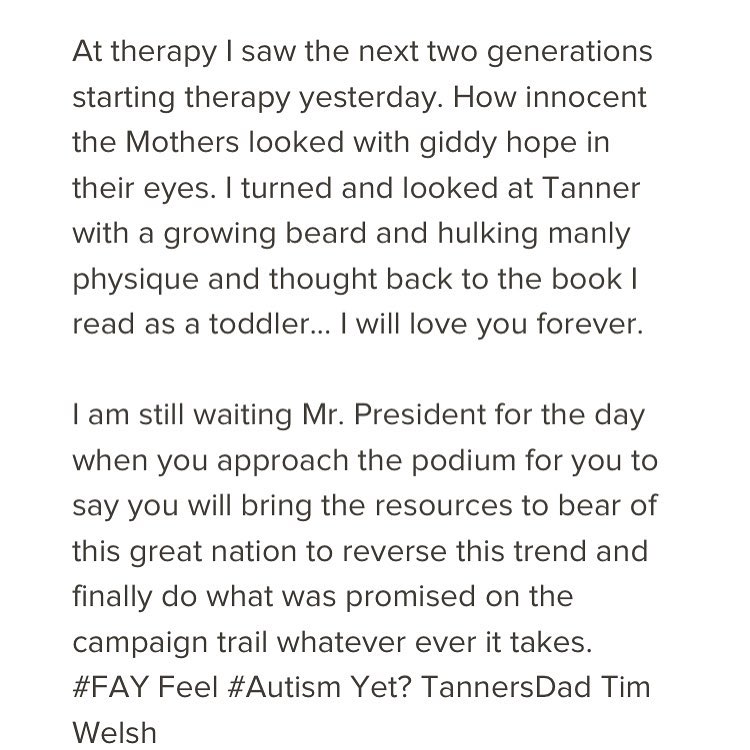 At therapy I saw the next two generations
starting therapy yesterday. How innocent
the Mothers looked with giddy hope in
their eyes. I turned and looked at Tanner
with a growing beard and hulking manly
physique and thought back to the book I
read as a toddler... I will love you forever.
I am still waiting Mr. President for the day
when you approach the podium for you to
say you will bring the resources to bear of
this great nation to reverse this trend and
finally do what was promised on the
campaign trail whatever ever it takes.
#FAY Feel #Autism Yet? TannersDad Tim
Welsh